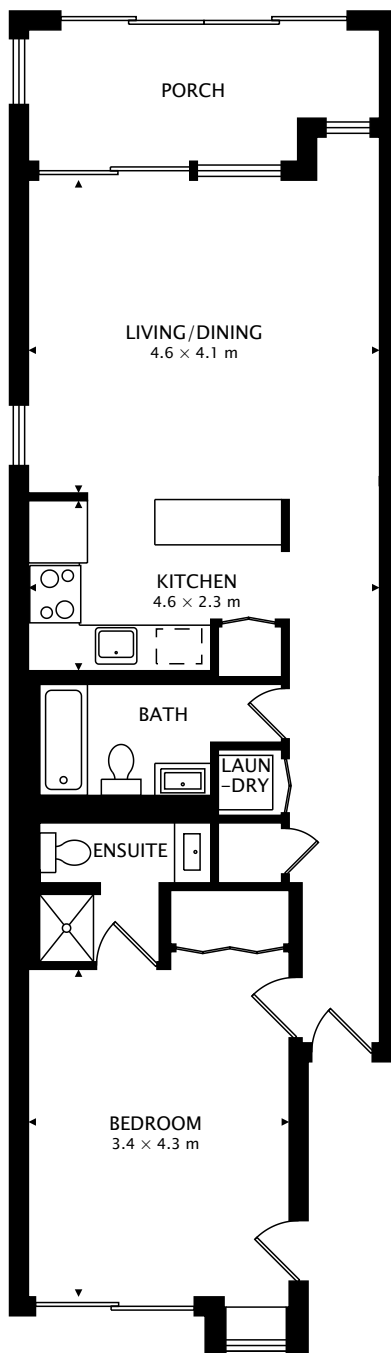 PORCH
LIVING/DINING
4.6 × 4.1 m
KITCHEN
4.6 × 2.3 m
BATH
LAUN
-DRY
ENSUITE
BEDROOM
3.4 × 4.3 m